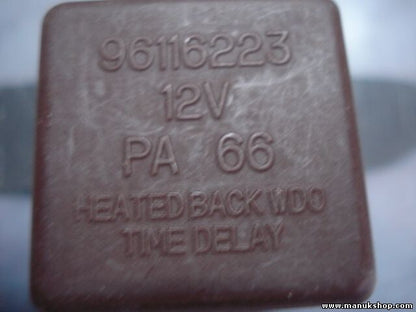 96116223
12V
PA 66
HEATED BACK WDO
TIME DELAY
www.manukshop.com